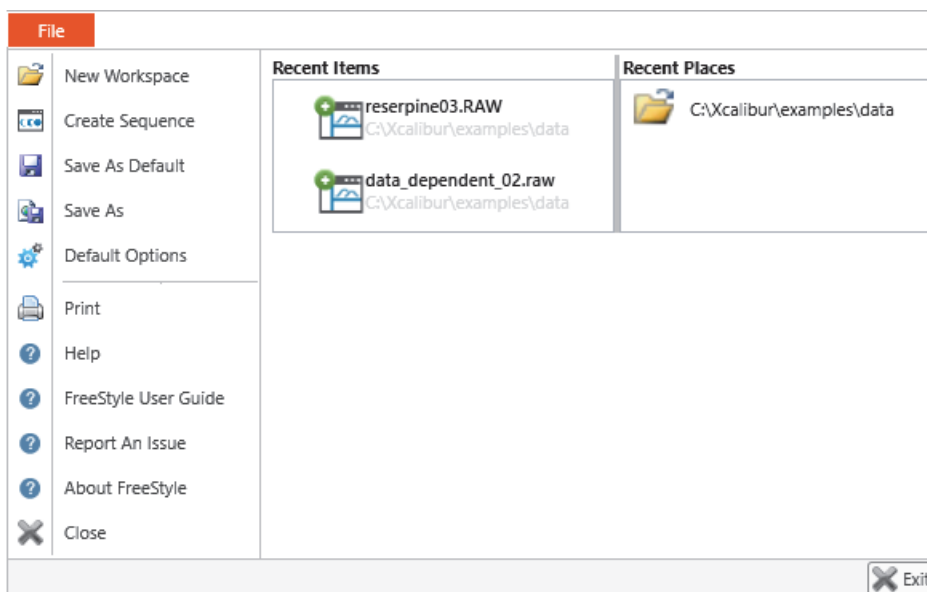 File
New Workspace
Create Sequence
Save As Default
Save As
Default Options
Print
Help
FreeStyle User Guide
Report An Issue
About FreeStyle
Close
Recent Items
reserpine03.RAW
C:\Xcalibur\examples\data
data_dependent_02.raw
C:\Xcalibur\examples\data
Recent Places
C:\Xcalibur\examples\data
Exit